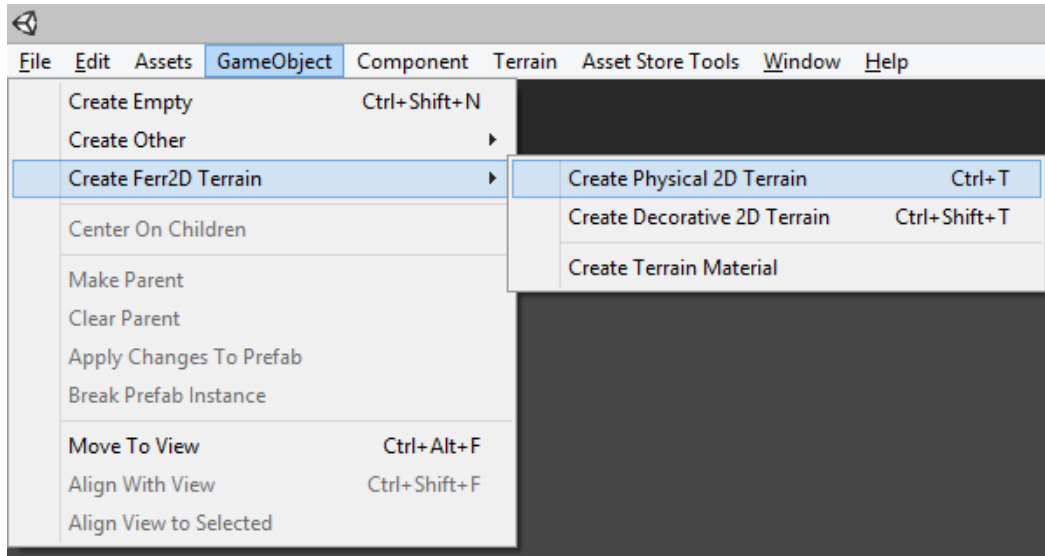 File Edit Assets GameObject Component Terrain Asset Store Tools Window Help
Create Empty Ctrl+Shift+N
Create Other
Create Ferr2D Terrain
Create Physical 2D Terrain Ctrl+T
Create Decorative 2D Terrain Ctrl+Shift+T
Create Terrain Material
Center On Children
Make Parent
Clear Parent
Apply Changes To Prefab
Break Prefab Instance
Move To View Ctrl+Alt+F
Align With View Ctrl+Shift+F
Align View to Selected